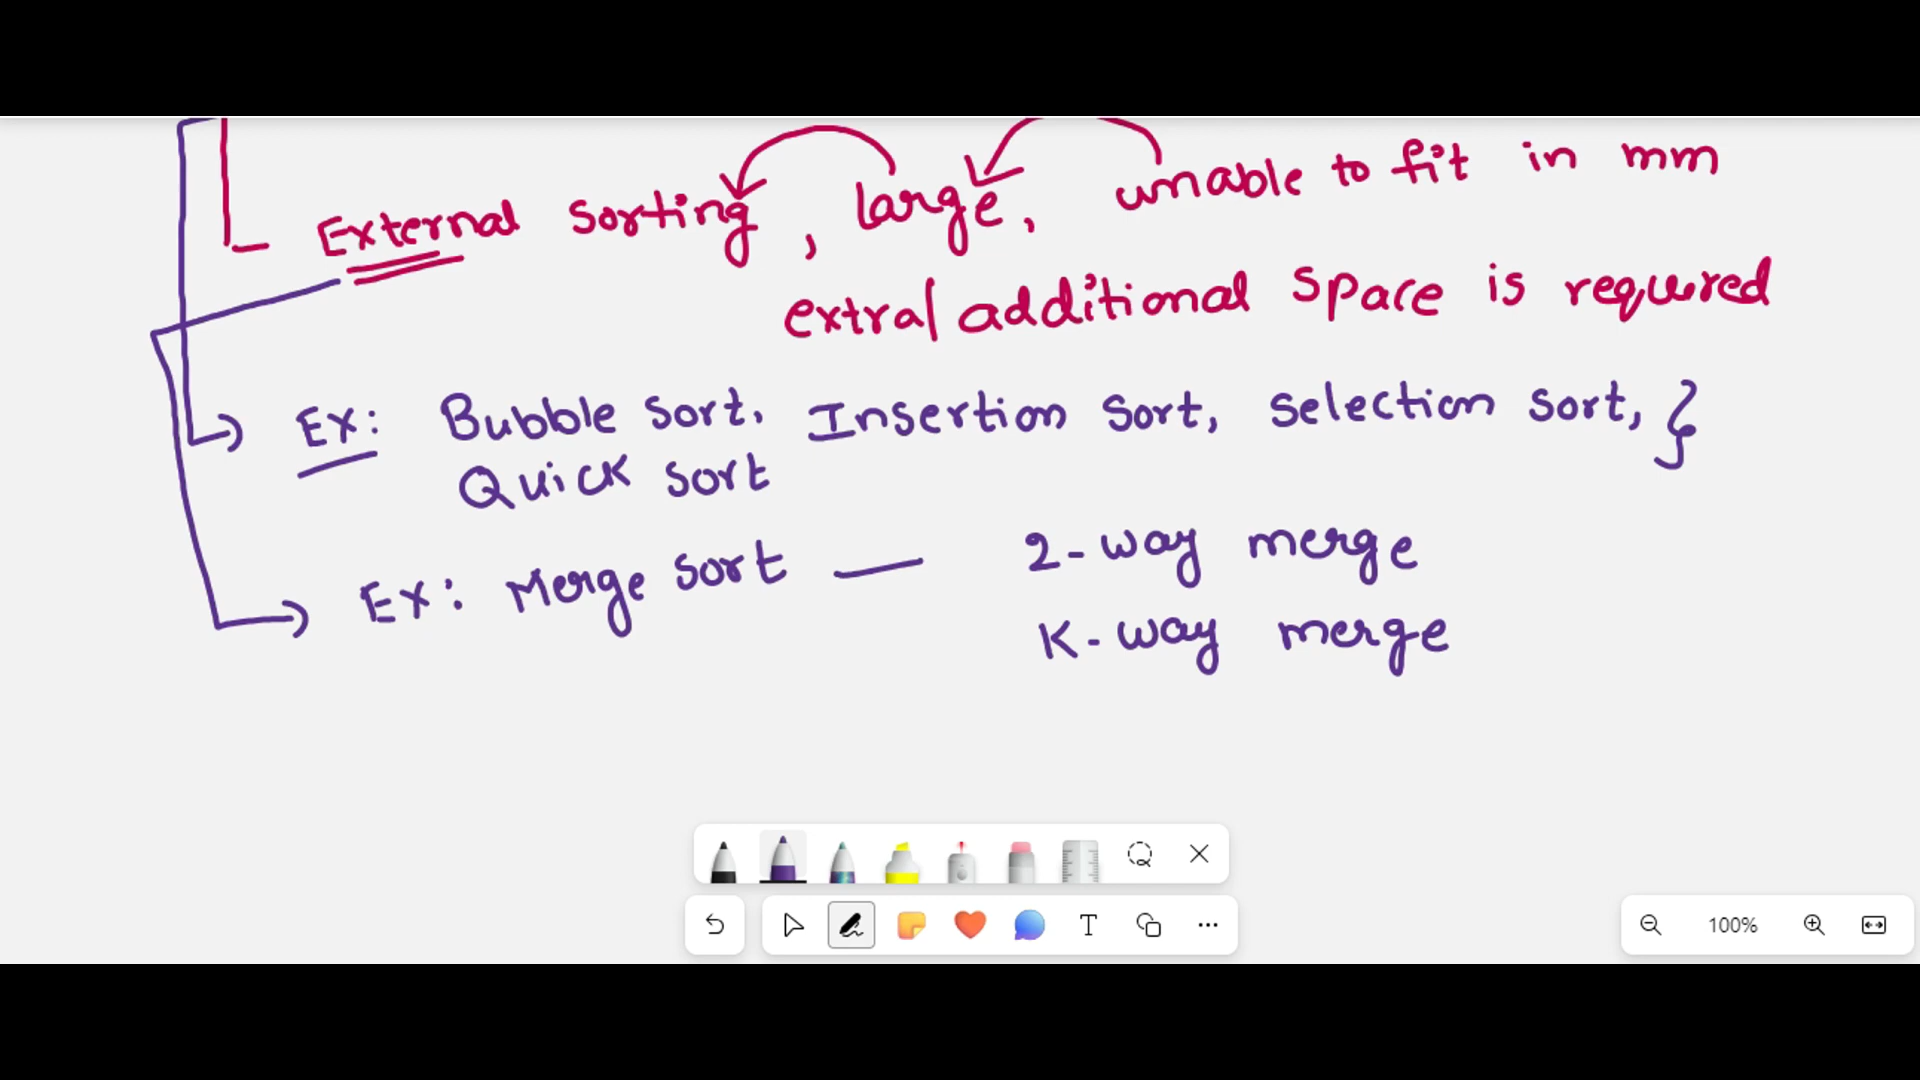 External Sorting, large, unable to fit in mm
extra/additional space is required
Ex: Bubble sort, Insertion sort, selection sort, }
Quick sort
Ex: Merge sort — 2-way merge
K-way merge
T
100%